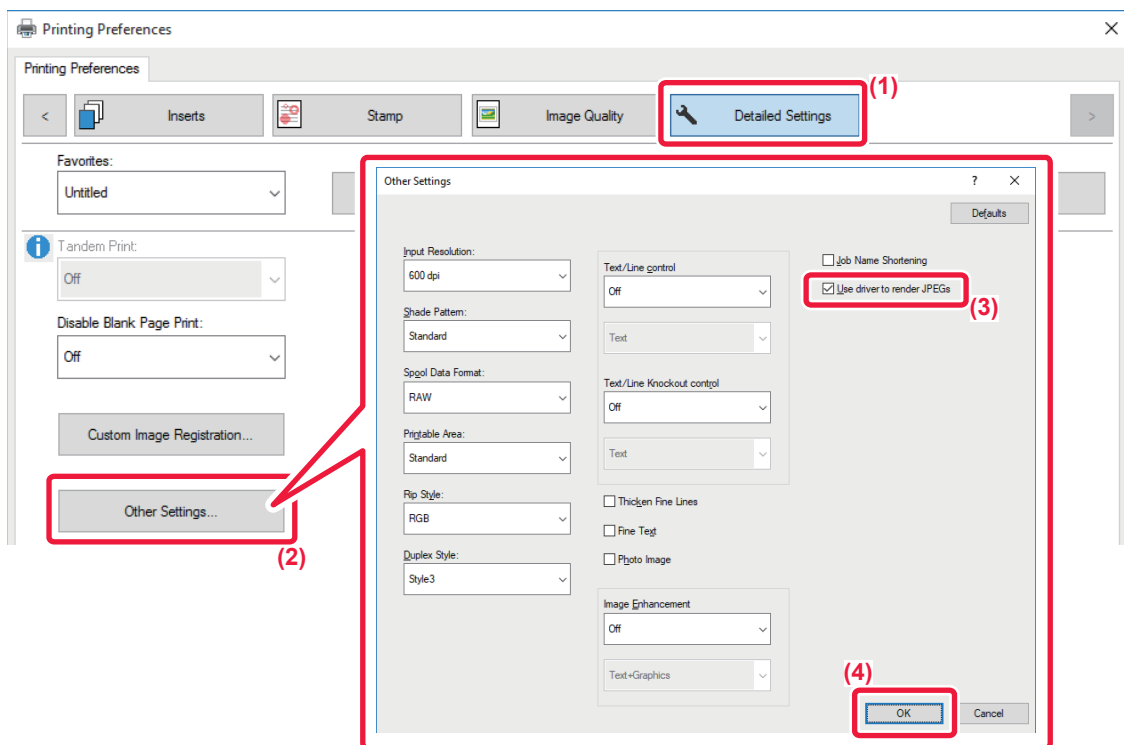 Printing Preferences
Printing Preferences
(1)
<
Inserts
Stamp
Image Quality
Detailed Settings
>
Favorites:
Untitled
Tandem Print:
Off
Disable Blank Page Print:
Off
Custom Image Registration...
Other Settings...
(2)
Other Settings
?
Defaults
Input Resolution:
600 dpi
Shade Pattern:
Standard
Spool Data Format:
RAW
Printable Area:
Standard
Rip Style:
RGB
Duplex Style:
Style3
Text/Line control
Off
Text
Text/Line Knockout control
Off
Text
Thicken Fine Lines
Fine Text
Photo Image
Image Enhancement
Off
Text+Graphics
Job Name Shortening
Use driver to render JPEGs
(3)
(4)
OK
Cancel